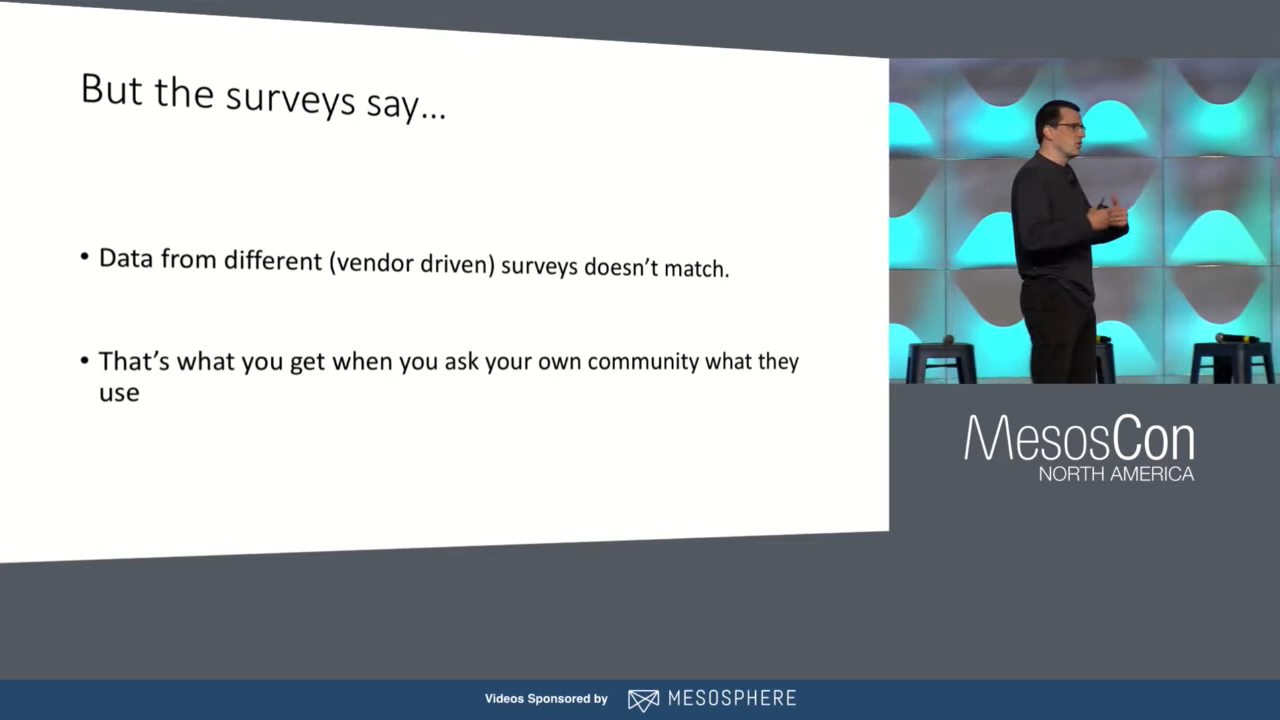 But the surveys say...
• Data from different (vendor driven) surveys doesn't match.
• That's what you get when you ask your own community what they
use
MesosCon
NORTH AMERICA
Videos Sponsored by MESOSPHERE